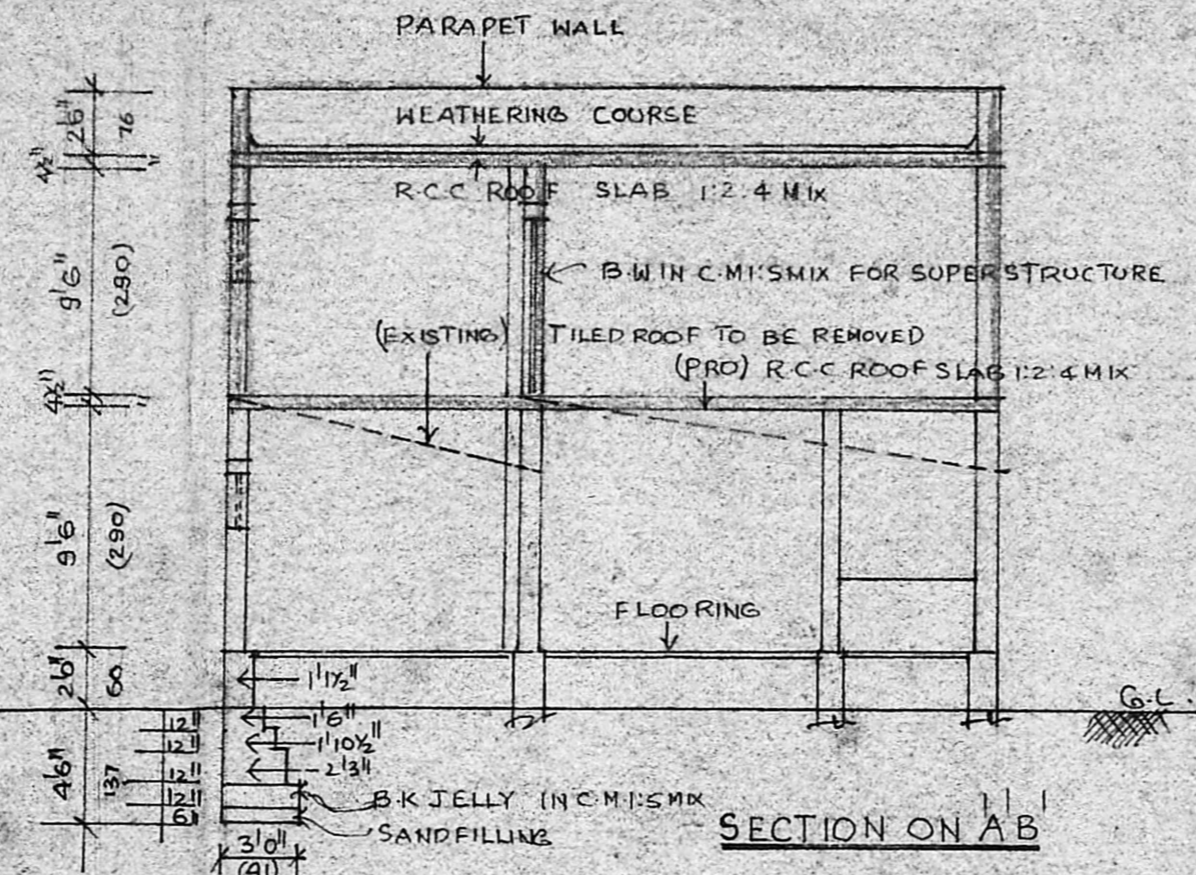 PARAPET WALL
WEATHERING COURSE
2'6"
76
4½"
R.C.C ROOF SLAB 1:2:4 MIX
9'6"
(290)
B.W IN C.M 1:5 MIX FOR SUPERSTRUCTURE
(EXISTING) TILED ROOF TO BE REMOVED
(PRO) R.C.C ROOF SLAB 1:2:4 MIX
4½"
9'6"
(290)
FLOORING
2'6"
60
1'1½"
G.L.
12"
1'6"
12"
1'10½"
4'6"
137
12"
2'3"
12"
B.K JELLY IN C.M 1:5 MIX
6"
SANDFILLING
SECTION ON A'B'
3'0"